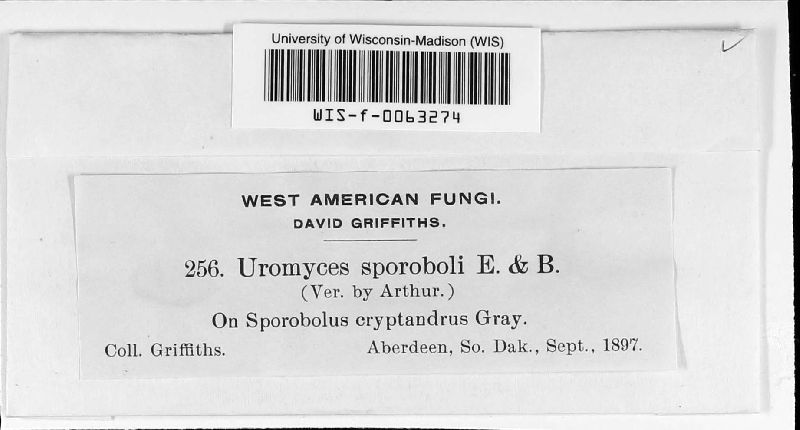 University of Wisconsin-Madison (WIS)
WIS-f-0063274
WEST AMERICAN FUNGI.
DAVID GRIFFITHS.
256. Uromyces sporoboli E. & B.
(Ver. by Arthur.)
On Sporobolus cryptandrus Gray.
Coll. Griffiths. Aberdeen, So. Dak., Sept., 1897.